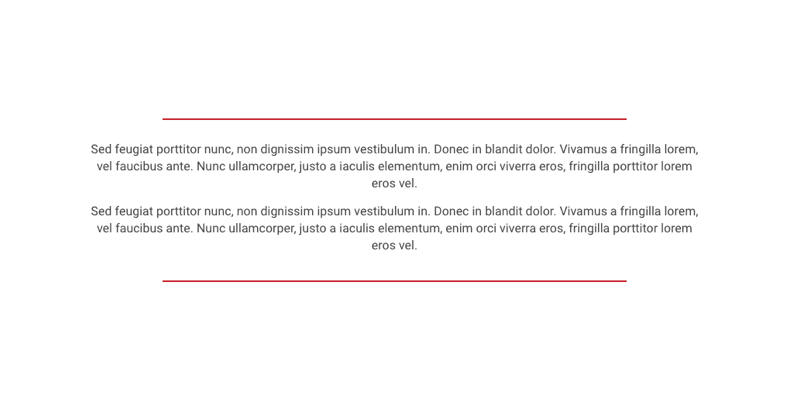 Sed feugiat porttitor nunc, non dignissim ipsum vestibulum in. Donec in blandit dolor. Vivamus a fringilla lorem,
vel faucibus ante. Nunc ullamcorper, justo a iaculis elementum, enim orci viverra eros, fringilla porttitor lorem
eros vel.
Sed feugiat porttitor nunc, non dignissim ipsum vestibulum in. Donec in blandit dolor. Vivamus a fringilla lorem,
vel faucibus ante. Nunc ullamcorper, justo a iaculis elementum, enim orci viverra eros, fringilla porttitor lorem
eros vel.